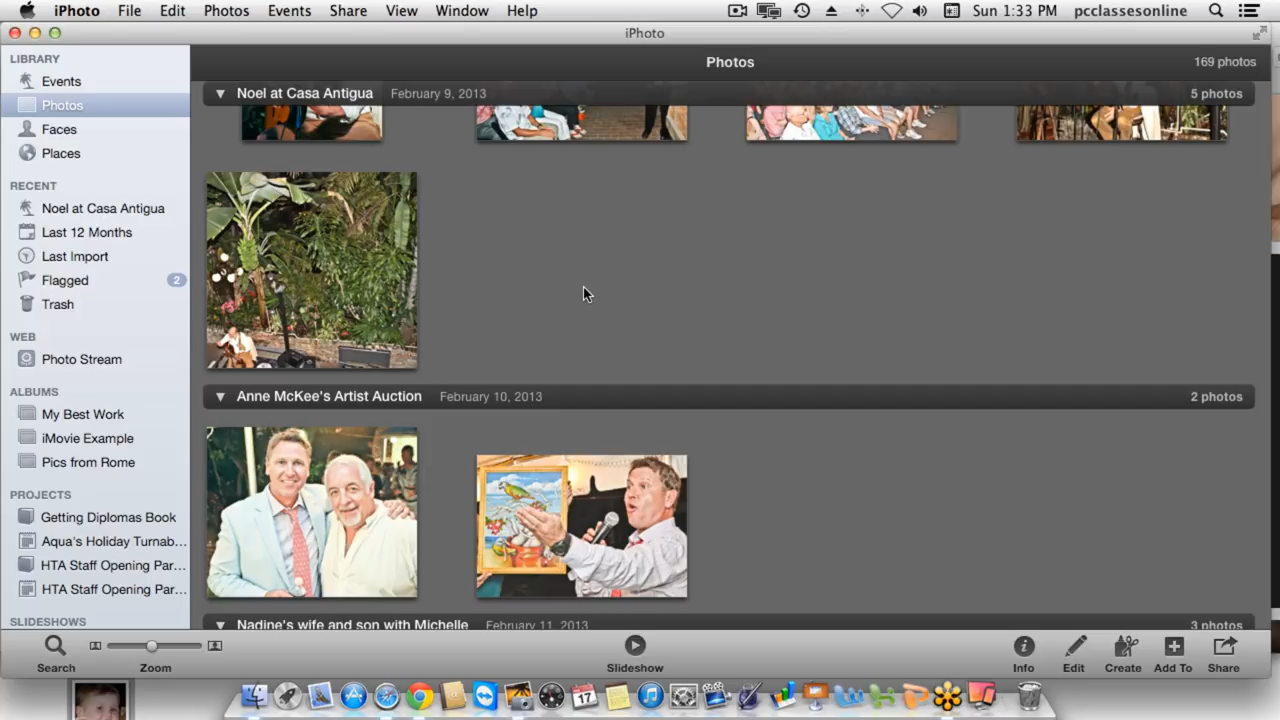 iPhoto File Edit Photos Events Share View Window Help Sun 1:33 PM pcclassesonline
iPhoto
LIBRARY
Events
Photos
Faces
Places
RECENT
Noel at Casa Antigua
Last 12 Months
Last Import
Flagged 2
Trash
WEB
Photo Stream
ALBUMS
My Best Work
iMovie Example
Pics from Rome
PROJECTS
Getting Diplomas Book
Aqua's Holiday Turnab...
HTA Staff Opening Par...
HTA Staff Opening Par...
SLIDESHOWS
Photos 169 photos
Noel at Casa Antigua February 9, 2013 5 photos
Anne McKee's Artist Auction February 10, 2013 2 photos
Nadine's wife and son with Michelle February 11, 2013 3 photos
Search Zoom Slideshow Info Edit Create Add To Share
17